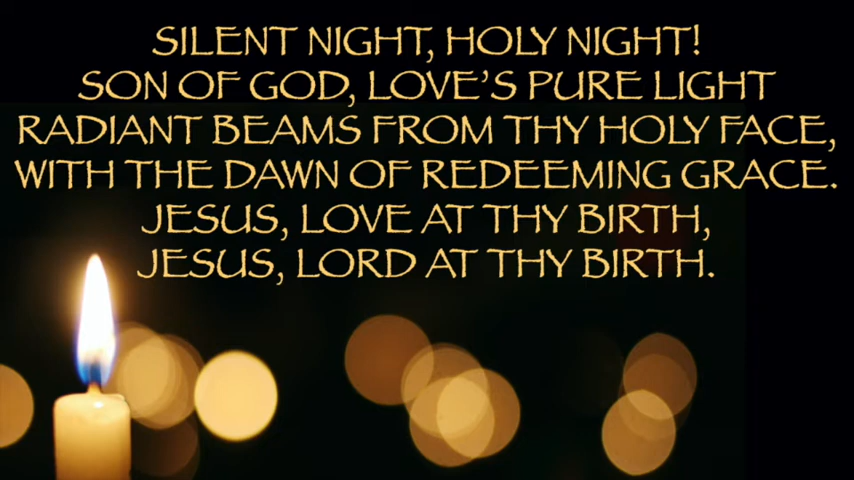 SILENT NIGHT, HOLY NIGHT!
SON OF GOD, LOVE’S PURE LIGHT
RADIANT BEAMS FROM THY HOLY FACE,
WITH THE DAWN OF REDEEMING GRACE.
JESUS, LOVE AT THY BIRTH,
JESUS, LORD AT THY BIRTH.